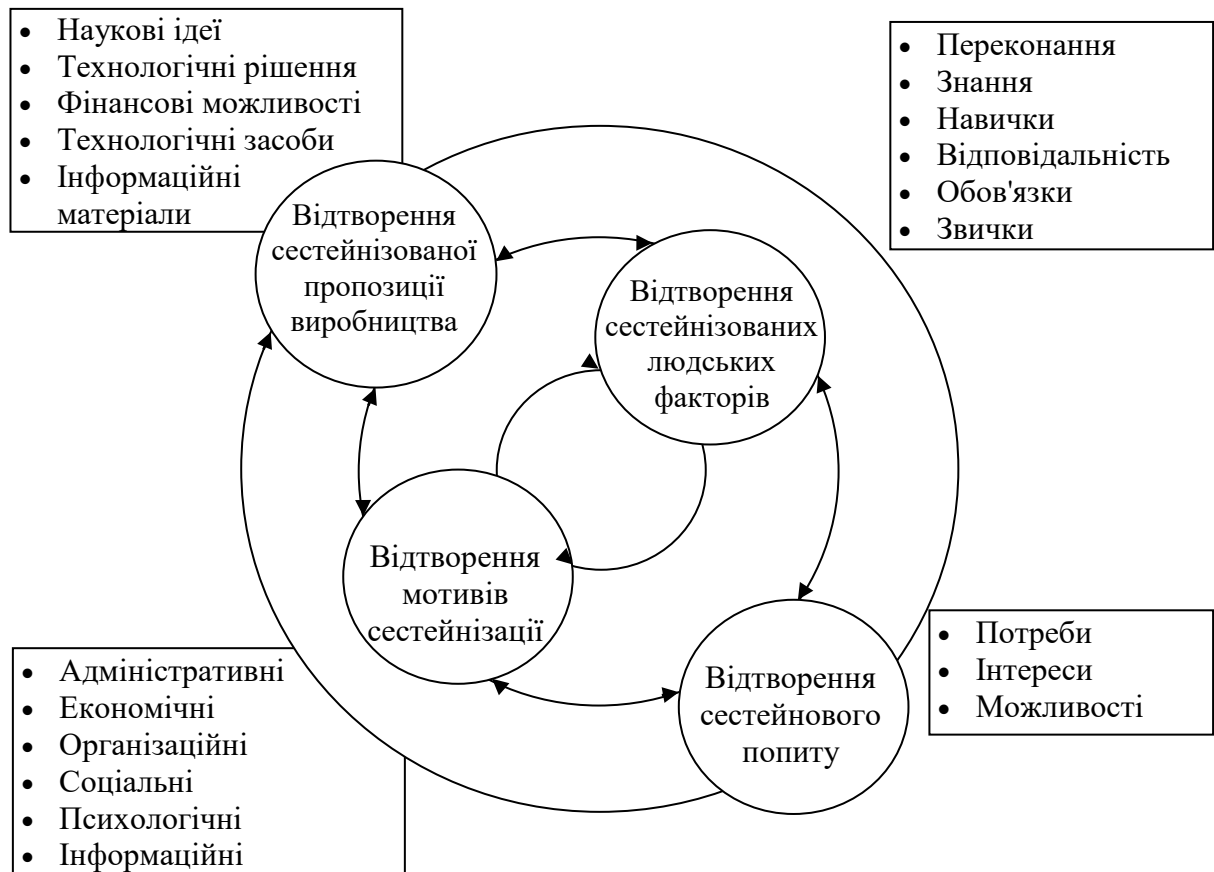 • Наукові ідеї
• Технологічні рішення
• Фінансові можливості
• Технологічні засоби
• Інформаційні
матеріали
• Переконання
• Знання
• Навички
• Відповідальність
• Обов'язки
• Звички
Відтворення
сестейнізованої
пропозиції
виробництва
Відтворення
сестейнізованих
людських
факторів
Відтворення
мотивів
сестейнізації
Відтворення
сестейнового
попиту
• Потреби
• Інтереси
• Можливості
• Адміністративні
• Економічні
• Організаційні
• Соціальні
• Психологічні
• Інформаційні